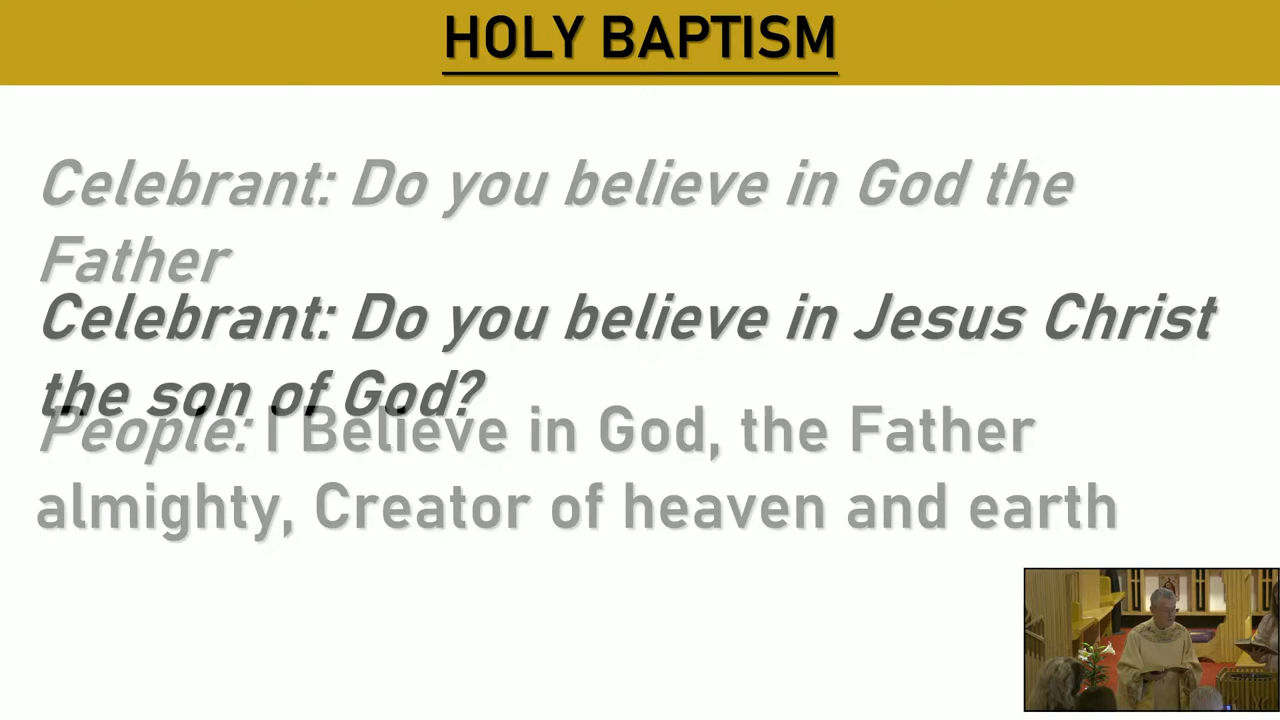 HOLY BAPTISM
Celebrant: Do you believe in God the
Father
Celebrant: Do you believe in Jesus Christ
the son of God?
People: I Believe in God, the Father
almighty, Creator of heaven and earth